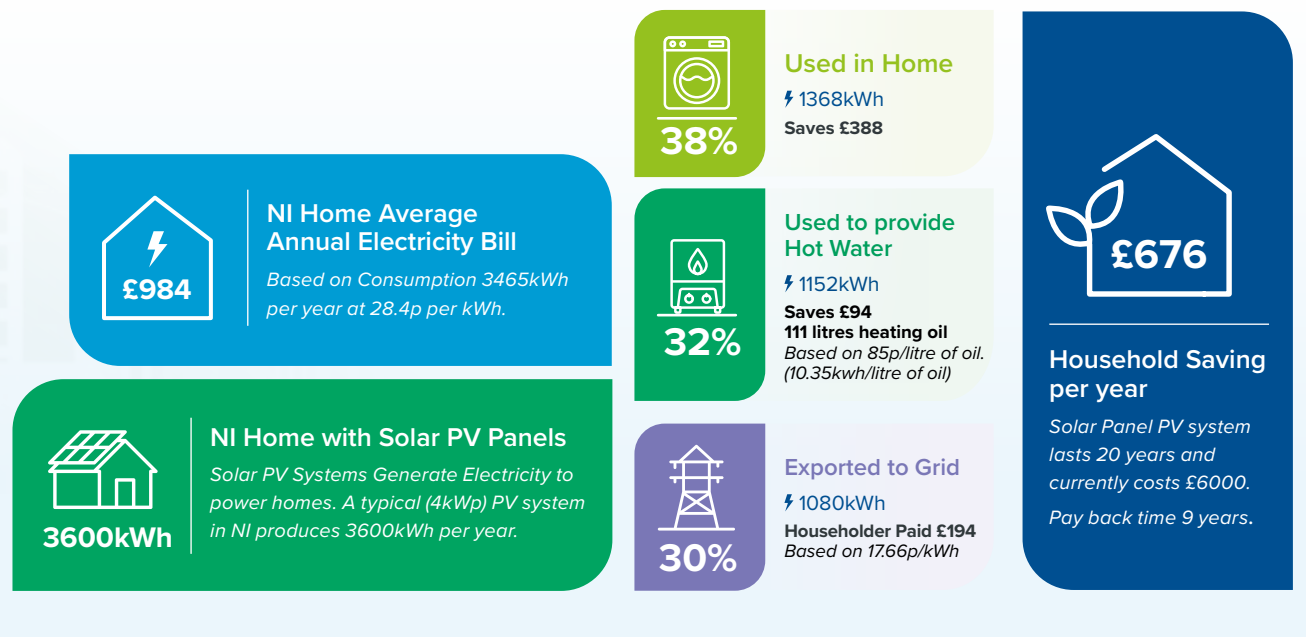 £984
NI Home Average
Annual Electricity Bill
Based on Consumption 3465kWh
per year at 28.4p per kWh.
3600kWh
NI Home with Solar PV Panels
Solar PV Systems Generate Electricity to
power homes. A typical (4kWp) PV system
in NI produces 3600kWh per year.
38%
Used in Home
1368kWh
Saves £388
32%
Used to provide
Hot Water
1152kWh
Saves £94
111 litres heating oil
Based on 85p/litre of oil.
(10.35kwh/litre of oil)
30%
Exported to Grid
1080kWh
Householder Paid £194
Based on 17.66p/kWh
£676
Household Saving
per year
Solar Panel PV system
lasts 20 years and
currently costs £6000.
Pay back time 9 years.